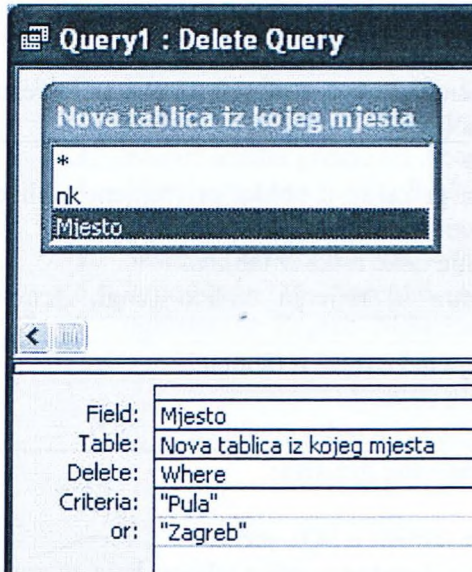 Query1 : Delete Query
Nova tablica iz kojeg mjesta
*
nk
Mjesto
Field: Mjesto
Table: Nova tablica iz kojeg mjesta
Delete: Where
Criteria: "Pula"
or: "Zagreb"